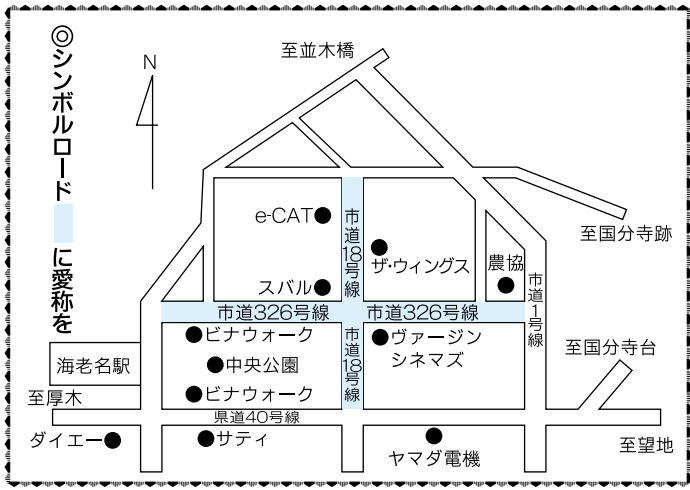 ◎シンボルロード
に愛称を
N
至並木橋
至国分寺跡
e-CAT
市道18号線
ザ・ウィングス
農協
スバル
市道1号線
市道326号線
市道326号線
ビナウォーク
市道18号線
ヴァージン
シネマズ
中央公園
至国分寺台
海老名駅
ビナウォーク
至厚木
県道40号線
ダイエー
サティ
ヤマダ電機
至望地